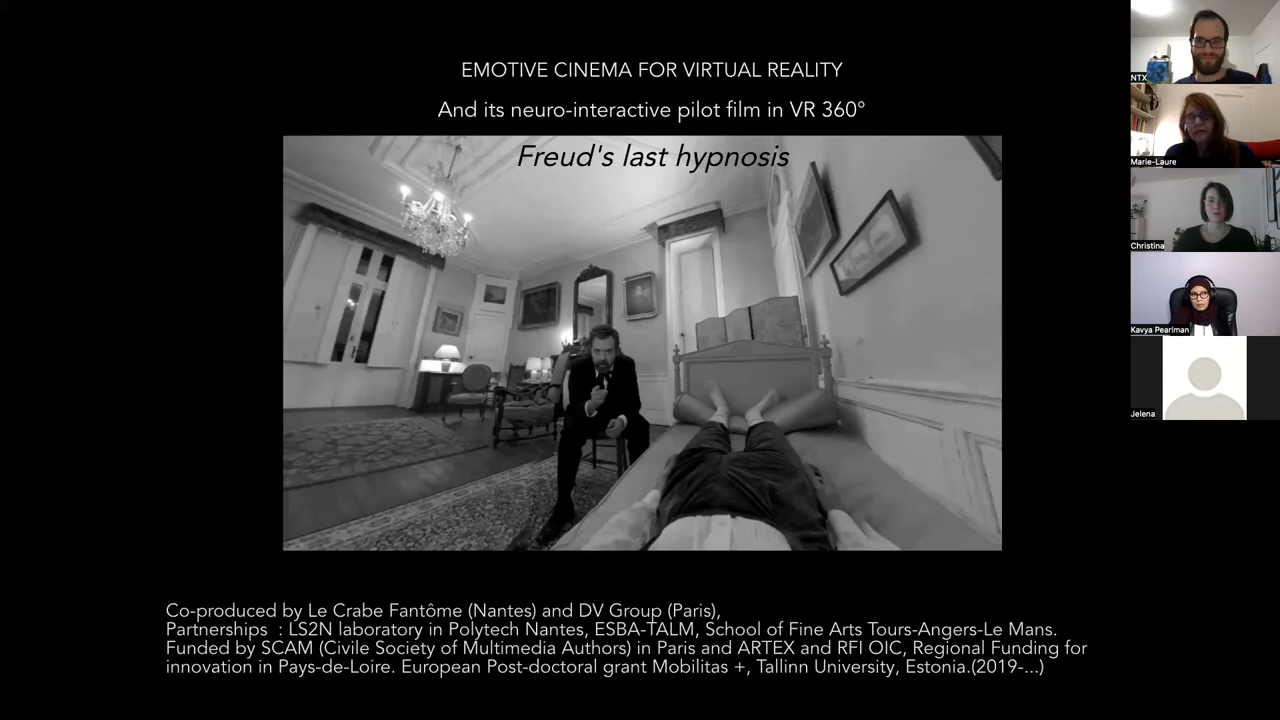 EMOTIVE CINEMA FOR VIRTUAL REALITY
And its neuro-interactive pilot film in VR 360°
Freud's last hypnosis
Co-produced by Le Crabe Fantôme (Nantes) and DV Group (Paris),
Partnerships : LS2N laboratory in Polytech Nantes, ESBA-TALM, School of Fine Arts Tours-Angers-Le Mans.
Funded by SCAM (Civile Society of Multimedia Authors) in Paris and ARTEX and RFI OIC, Regional Funding for
innovation in Pays-de-Loire. European Post-doctoral grant Mobilitas +, Tallinn University, Estonia.(2019-...)
NTX
Marie-Laure
Christina
Kavya Pearlman
Jelena